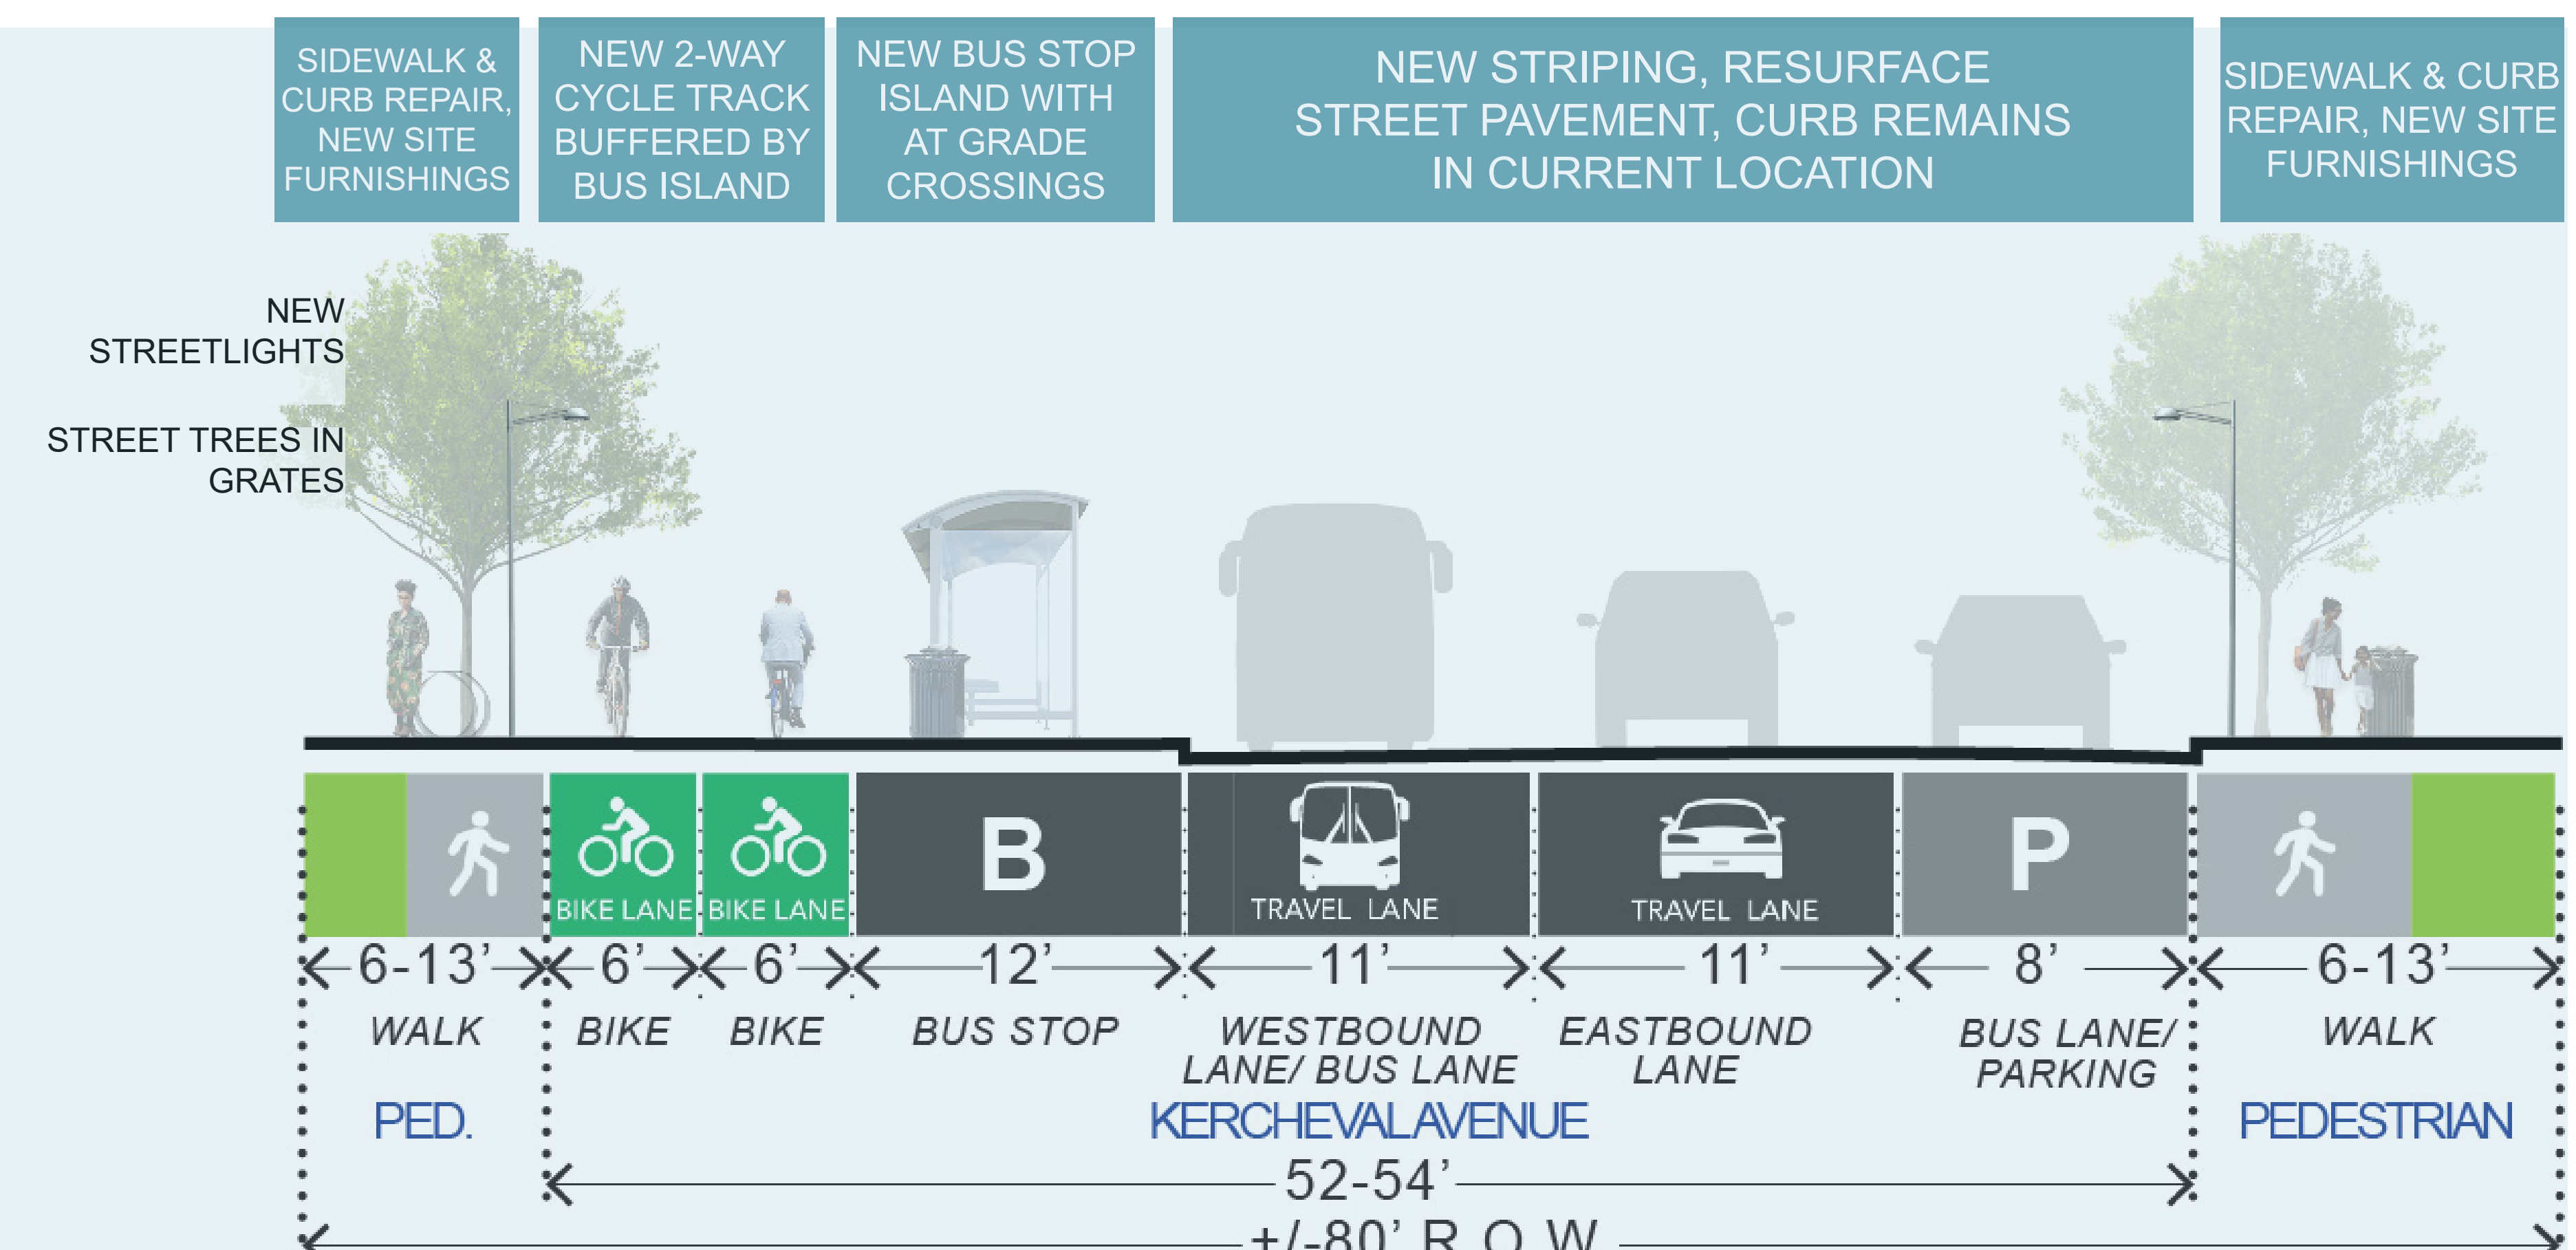 SIDEWALK &
CURB REPAIR,
NEW SITE
FURNISHINGS
NEW 2-WAY
CYCLE TRACK
BUFFERED BY
BUS ISLAND
NEW BUS STOP
ISLAND WITH
AT GRADE
CROSSINGS
NEW STRIPING, RESURFACE
STREET PAVEMENT, CURB REMAINS
IN CURRENT LOCATION
SIDEWALK & CURB
REPAIR, NEW SITE
FURNISHINGS
NEW
STREETLIGHTS
STREET TREES IN
GRATES
BIKE LANE
BIKE LANE
B
TRAVEL LANE
TRAVEL LANE
P
6-13’
6’
6’
12’
11’
11’
8’
6-13’
WALK
BIKE
BIKE
BUS STOP
WESTBOUND
LANE/ BUS LANE
EASTBOUND
LANE
BUS LANE/
PARKING
WALK
PED.
KERCHEVAL AVENUE
PEDESTRIAN
52-54’
+/-80’ R.O.W.